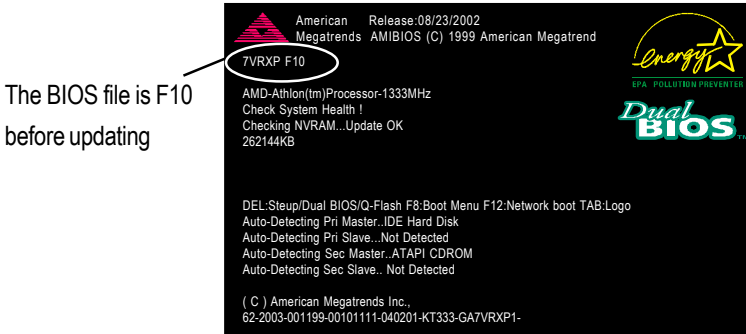 American Release:08/23/2002
Megatrends AMIBIOS (C) 1999 American Megatrend
7VRXP F10
The BIOS file is F10
before updating
AMD-Athlon(tm)Processor-1333MHz
Check System Health !
Checking NVRAM...Update OK
262144KB
energy
EPA POLLUTION PREVENTER
Dual
BIOS TM
DEL:Steup/Dual BIOS/Q-Flash F8:Boot Menu F12:Network boot TAB:Logo
Auto-Detecting Pri Master..IDE Hard Disk
Auto-Detecting Pri Slave...Not Detected
Auto-Detecting Sec Master..ATAPI CDROM
Auto-Detecting Sec Slave.. Not Detected
( C ) American Megatrends Inc.,
62-2003-001199-00101111-040201-KT333-GA7VRXP1-